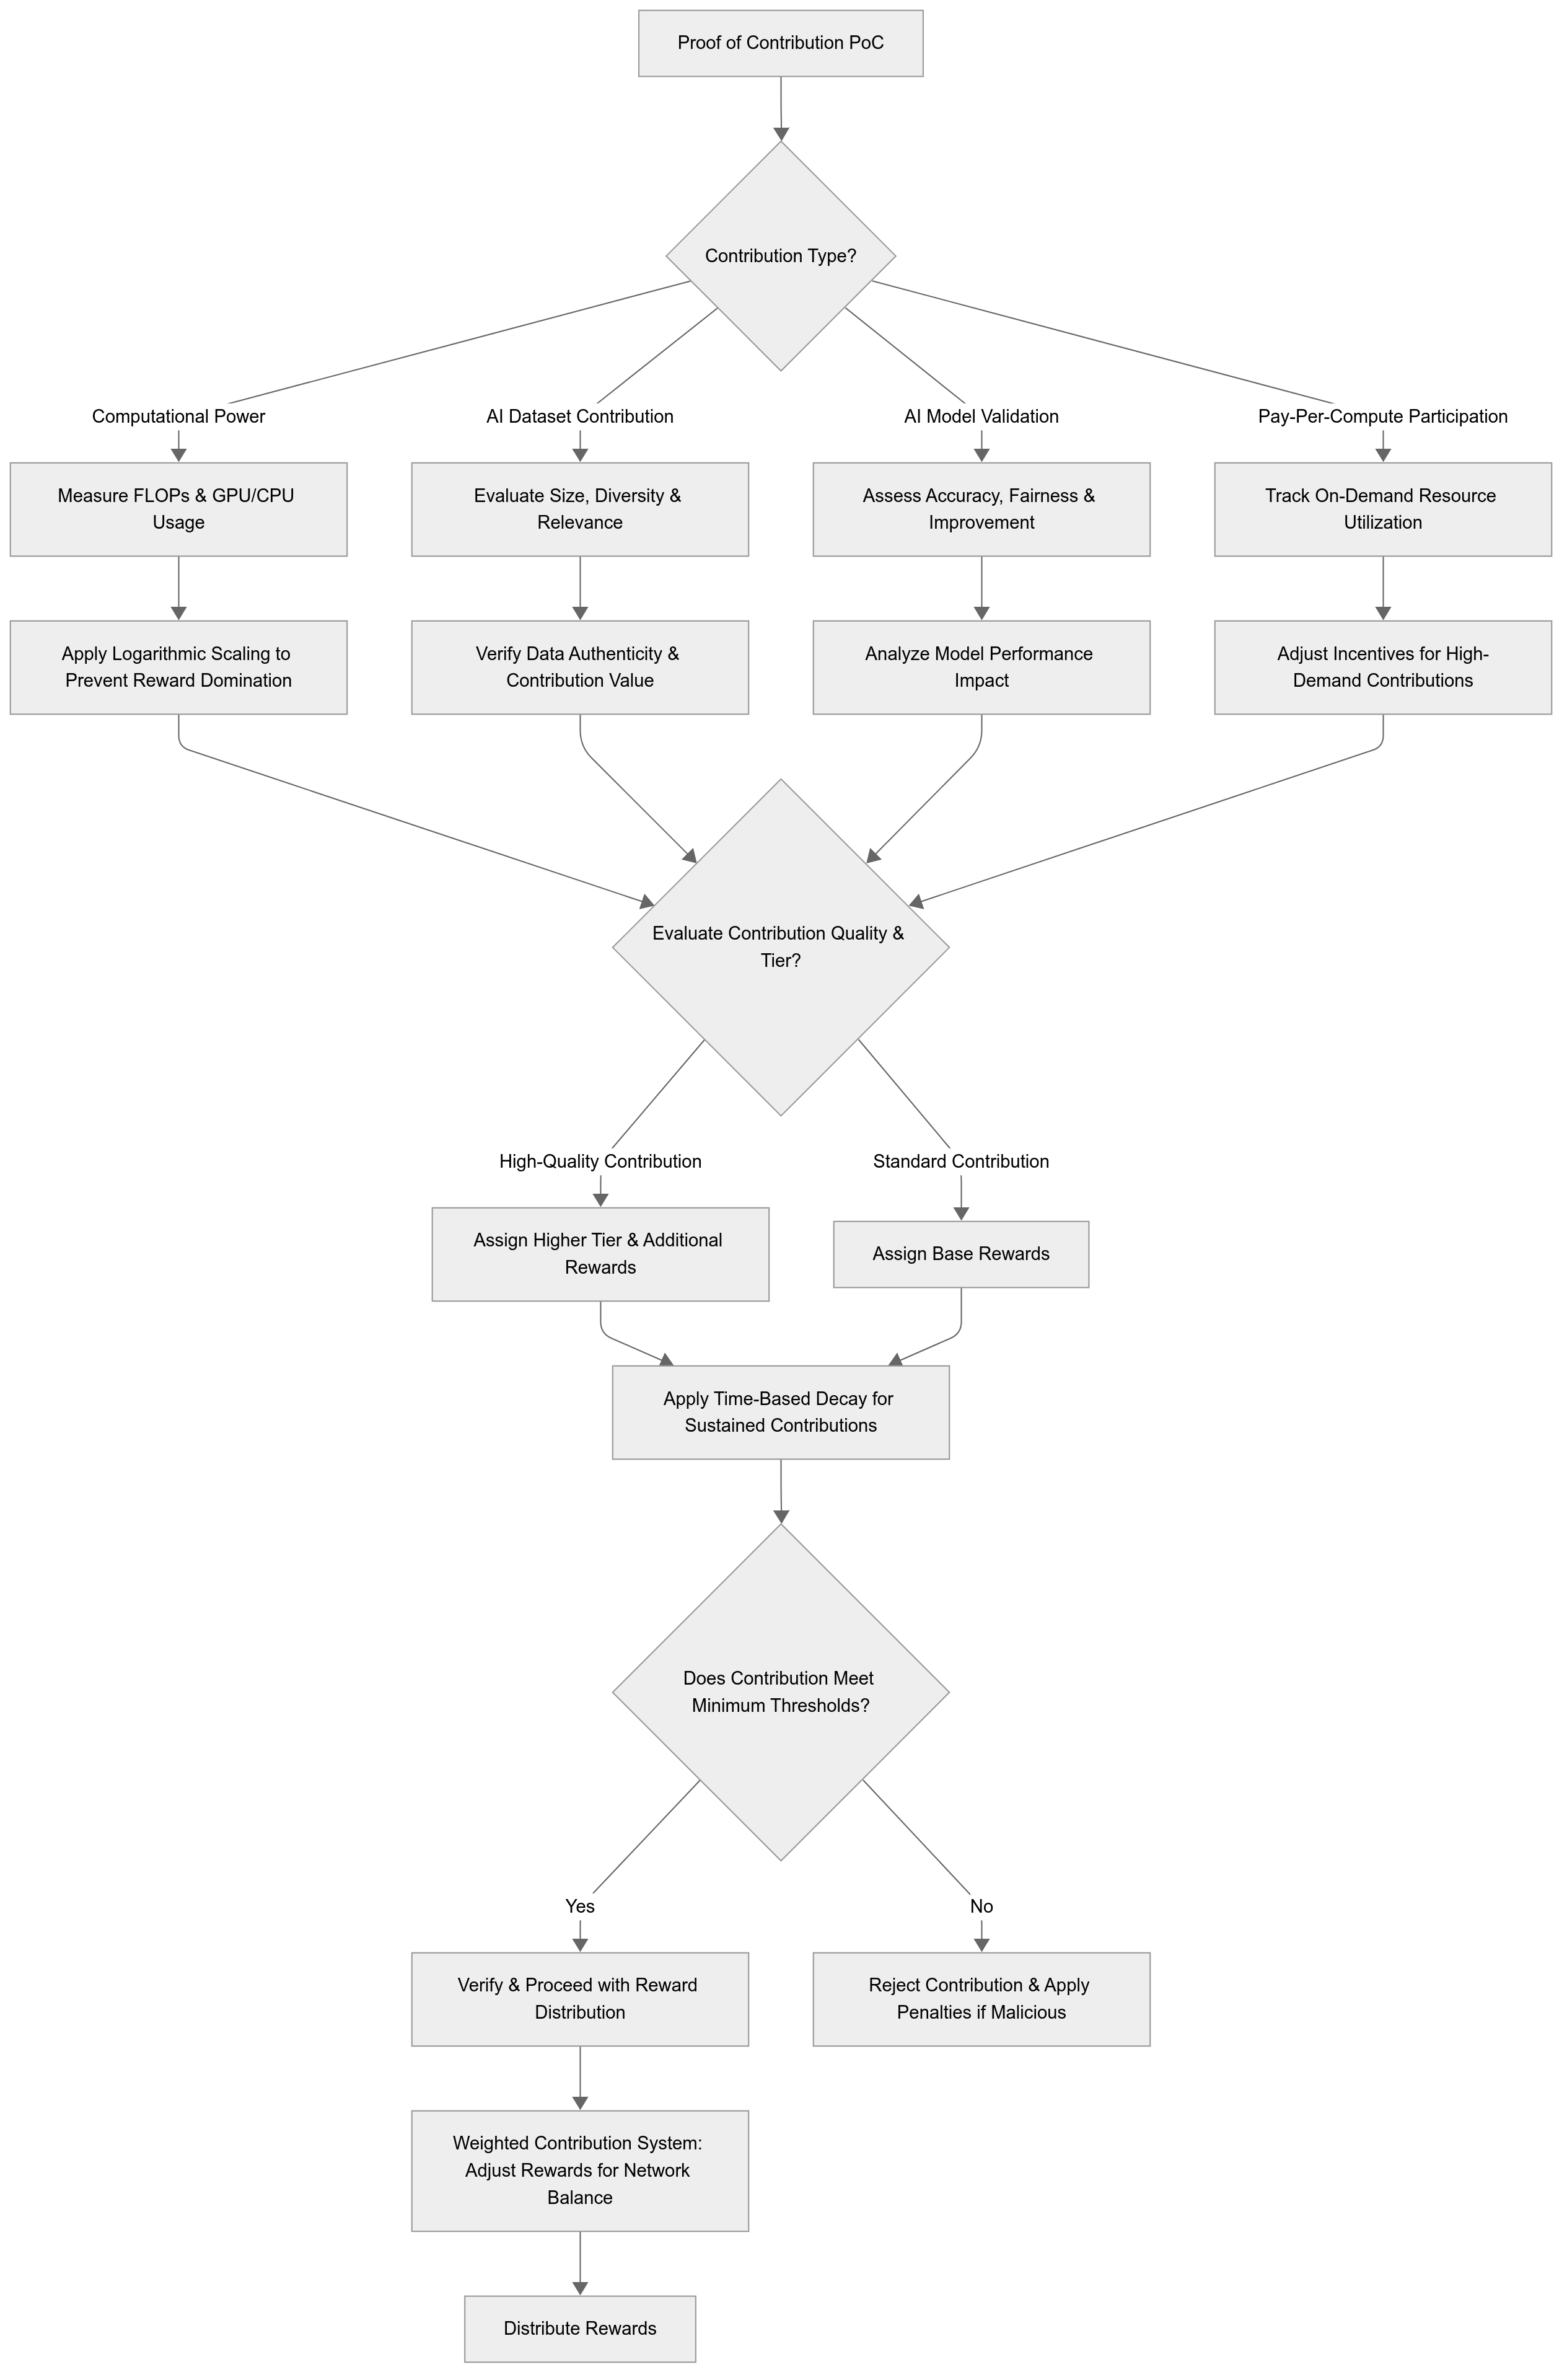 Proof of Contribution PoC
Contribution Type?
Computational Power
AI Dataset Contribution
AI Model Validation
Pay-Per-Compute Participation
Measure FLOPs & GPU/CPU
Usage
Evaluate Size, Diversity &
Relevance
Assess Accuracy, Fairness &
Improvement
Track On-Demand Resource
Utilization
Apply Logarithmic Scaling to
Prevent Reward Domination
Verify Data Authenticity &
Contribution Value
Analyze Model Performance
Impact
Adjust Incentives for High-
Demand Contributions
Evaluate Contribution Quality &
Tier?
High-Quality Contribution
Standard Contribution
Assign Higher Tier & Additional
Rewards
Assign Base Rewards
Apply Time-Based Decay for
Sustained Contributions
Does Contribution Meet
Minimum Thresholds?
Yes
No
Verify & Proceed with Reward
Distribution
Reject Contribution & Apply
Penalties if Malicious
Weighted Contribution System:
Adjust Rewards for Network
Balance
Distribute Rewards